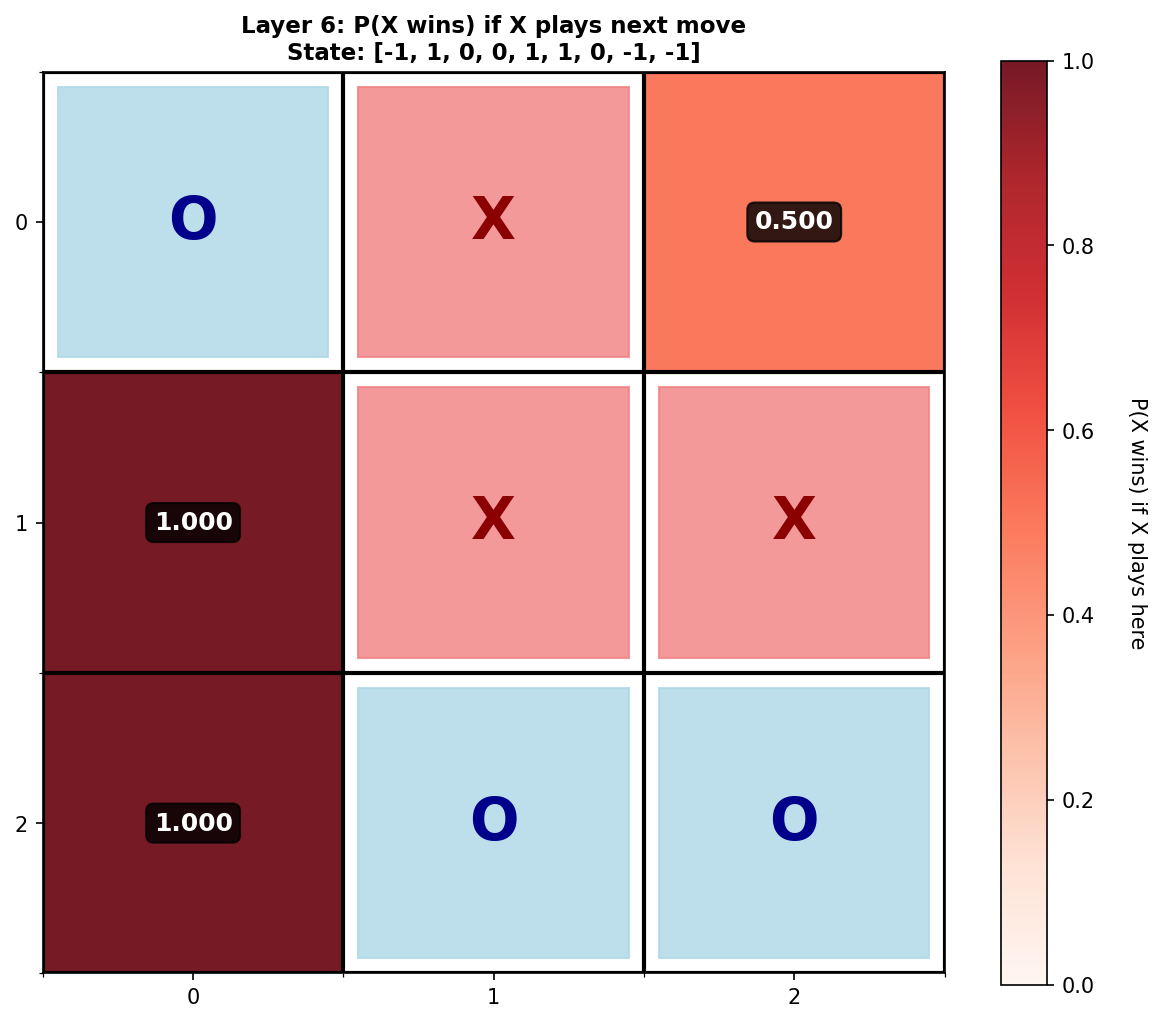 Layer 6: P(X wins) if X plays next move
State: [-1, 1, 0, 0, 1, 1, 0, -1, -1]
0
O
X
0.500
1
1.000
X
X
2
1.000
O
O
0
1
2
1.0
0.8
0.6
0.4
0.2
0.0
P(X wins) if X plays here